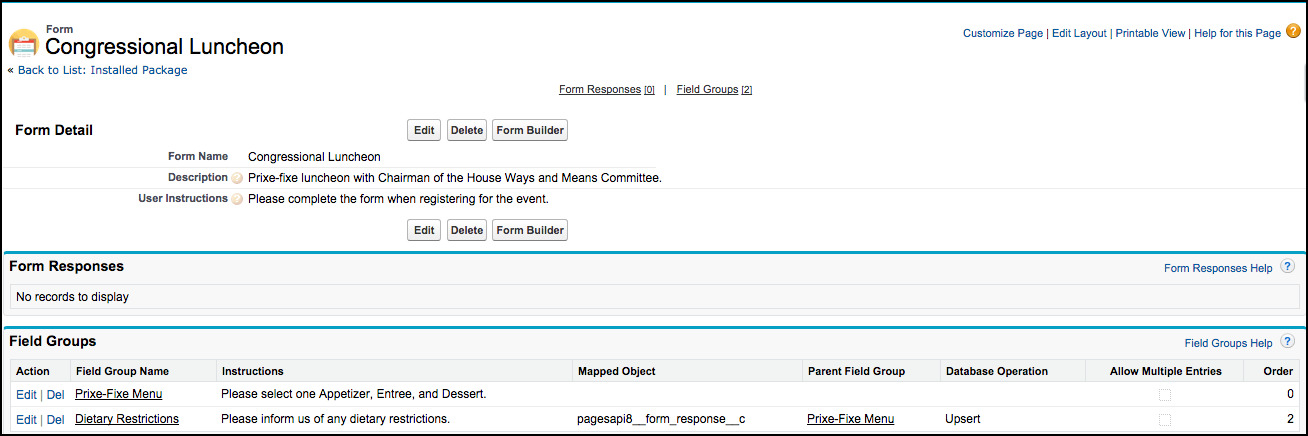 Form
Congressional Luncheon
Customize Page | Edit Layout | Printable View | Help for this Page ?
« Back to List: Installed Package
Form Responses [0] | Field Groups [2]
Form Detail Edit Delete Form Builder
Form Name Congressional Luncheon
Description ? Prixe-fixe luncheon with Chairman of the House Ways and Means Committee.
User Instructions ? Please complete the form when registering for the event.
Edit Delete Form Builder
Form Responses Form Responses Help ?
No records to display
Field Groups Field Groups Help ?
Action Field Group Name Instructions Mapped Object Parent Field Group Database Operation Allow Multiple Entries Order
Edit | Del Prixe-Fixe Menu Please select one Appetizer, Entree, and Dessert. 0
Edit | Del Dietary Restrictions Please inform us of any dietary restrictions. pagesapi8__form_response__c Prixe-Fixe Menu Upsert 2